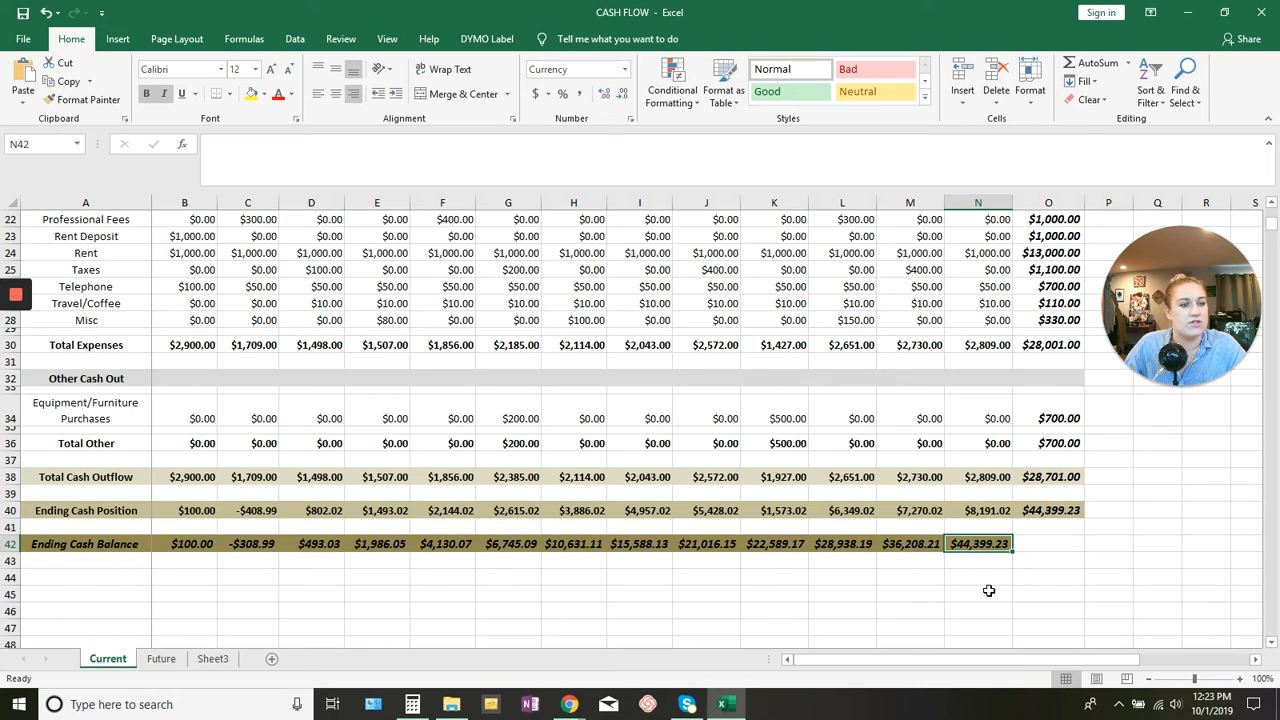 CASH FLOW - Excel
Sign in
File Home Insert Page Layout Formulas Data Review View Help DYMO Label Tell me what you want to do Share
Paste
Cut
Copy
Format Painter
Clipboard
Calibri 12
B I U
Font
Wrap Text
Merge & Center
Alignment
Currency
$ % ,
Number
Conditional Formatting
Format as Table
Normal Bad
Good Neutral
Styles
Insert Delete Format
Cells
AutoSum
Fill
Clear
Sort & Filter
Find & Select
Editing
N42 fx
A B C D E F G H I J K L M N O P Q R S
22 Professional Fees $0.00 $300.00 $0.00 $0.00 $400.00 $0.00 $0.00 $0.00 $0.00 $0.00 $300.00 $0.00 $0.00 $1,000.00
23 Rent Deposit $1,000.00 $0.00 $0.00 $0.00 $0.00 $0.00 $0.00 $0.00 $0.00 $0.00 $0.00 $0.00 $0.00 $1,000.00
24 Rent $1,000.00 $1,000.00 $1,000.00 $1,000.00 $1,000.00 $1,000.00 $1,000.00 $1,000.00 $1,000.00 $1,000.00 $1,000.00 $1,000.00 $1,000.00 $13,000.00
25 Taxes $0.00 $0.00 $100.00 $0.00 $0.00 $200.00 $0.00 $0.00 $400.00 $0.00 $0.00 $400.00 $0.00 $1,100.00
26 Telephone $100.00 $50.00 $50.00 $50.00 $50.00 $50.00 $50.00 $50.00 $50.00 $50.00 $50.00 $50.00 $50.00 $700.00
27 Travel/Coffee $0.00 $0.00 $10.00 $10.00 $10.00 $10.00 $10.00 $10.00 $10.00 $10.00 $10.00 $10.00 $10.00 $110.00
28 Misc $0.00 $0.00 $0.00 $80.00 $0.00 $0.00 $100.00 $0.00 $0.00 $0.00 $150.00 $0.00 $0.00 $330.00
29
30 Total Expenses $2,900.00 $1,709.00 $1,498.00 $1,507.00 $1,856.00 $2,185.00 $2,114.00 $2,043.00 $2,572.00 $1,427.00 $2,651.00 $2,730.00 $2,809.00 $28,001.00
31
32 Other Cash Out
33
Equipment/Furniture
34 Purchases $0.00 $0.00 $0.00 $0.00 $0.00 $200.00 $0.00 $0.00 $0.00 $500.00 $0.00 $0.00 $0.00 $700.00
35
36 Total Other $0.00 $0.00 $0.00 $0.00 $0.00 $200.00 $0.00 $0.00 $0.00 $500.00 $0.00 $0.00 $0.00 $700.00
37
38 Total Cash Outflow $2,900.00 $1,709.00 $1,498.00 $1,507.00 $1,856.00 $2,385.00 $2,114.00 $2,043.00 $2,572.00 $1,927.00 $2,651.00 $2,730.00 $2,809.00 $28,701.00
39
40 Ending Cash Position $100.00 -$408.99 $802.02 $1,493.02 $2,144.02 $2,615.02 $3,886.02 $4,957.02 $5,428.02 $1,573.02 $6,349.02 $7,270.02 $8,191.02 $44,399.23
41
42 Ending Cash Balance $100.00 -$308.99 $493.03 $1,986.05 $4,130.07 $6,745.09 $10,631.11 $15,588.13 $21,016.15 $22,589.17 $28,938.19 $36,208.21 $44,399.23
43
44
45
46
47
48
Current Future Sheet3
Ready 100%
Type here to search
12:23 PM
10/1/2019